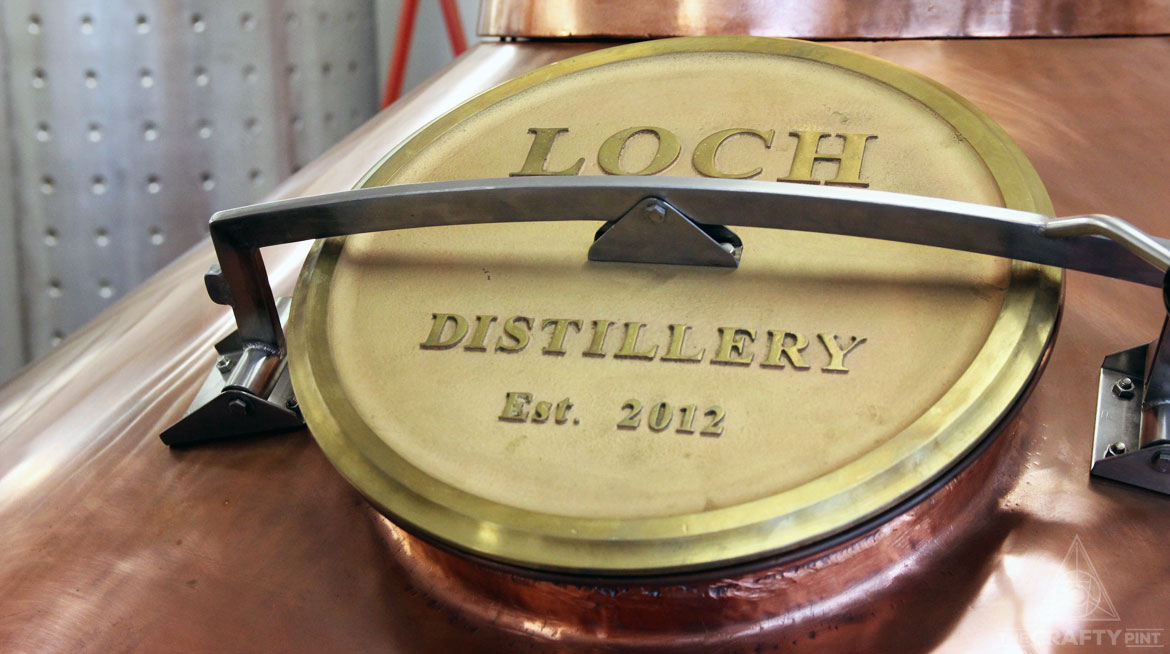 LOCH
DISTILLERY
Est. 2012
THE CRAFTY PINT